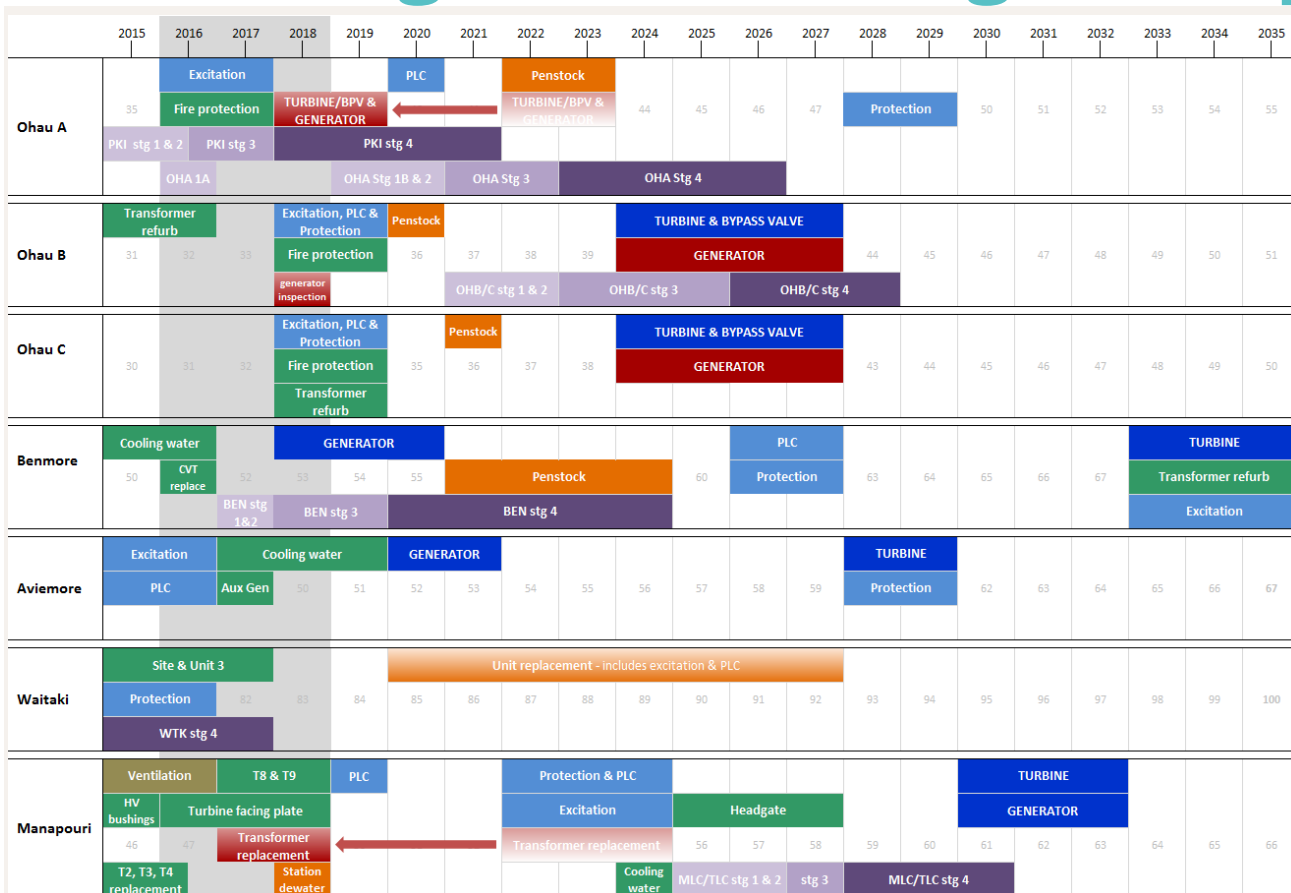 2015 2016 2017 2018 2019 2020 2021 2022 2023 2024 2025 2026 2027 2028 2029 2030 2031 2032 2033 2034 2035
Ohau A
Excitation PLC Penstock
35 Fire protection TURBINE/BPV & GENERATOR TURBINE/BPV & GENERATOR 44 45 46 47 Protection 50 51 52 53 54 55
PKI stg 1 & 2 PKI stg 3 PKI stg 4
OHA 1A OHA Stg 1B & 2 OHA Stg 3 OHA Stg 4
Ohau B
Transformer refurb Excitation, PLC & Protection Penstock TURBINE & BYPASS VALVE
31 32 33 Fire protection 36 37 38 39 GENERATOR 44 45 46 47 48 49 50 51
generator inspection OHB/C stg 1 & 2 OHB/C stg 3 OHB/C stg 4
Ohau C
Excitation, PLC & Protection Penstock TURBINE & BYPASS VALVE
30 31 32 Fire protection 35 36 37 38 GENERATOR 43 44 45 46 47 48 49 50
Transformer refurb
Benmore
Cooling water GENERATOR PLC TURBINE
50 CVT replace 52 53 54 55 Penstock 60 Protection 63 64 65 66 67 Transformer refurb
BEN stg 1&2 BEN stg 3 BEN stg 4 Excitation
Aviemore
Excitation Cooling water GENERATOR TURBINE
PLC Aux Gen 50 51 52 53 54 55 56 57 58 59 Protection 62 63 64 65 66 67
Waitaki
Site & Unit 3 Unit replacement - includes excitation & PLC
Protection 82 83 84 85 86 87 88 89 90 91 92 93 94 95 96 97 98 99 100
WTK stg 4
Manapouri
Ventilation T8 & T9 PLC Protection & PLC TURBINE
HV bushings Turbine facing plate Excitation Headgate GENERATOR
46 47 Transformer replacement Transformer replacement 56 57 58 59 60 61 62 63 64 65 66
T2, T3, T4 replacement Station dewater Cooling water MLC/TLC stg 1 & 2 stg 3 MLC/TLC stg 4